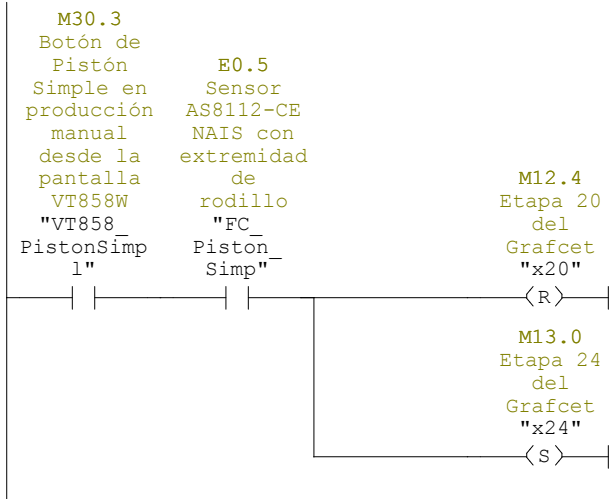 M30.3
Botón de
Pistón
Simple en
producción
manual
desde la
pantalla
VT858W
"VT858_
PistonSimp
l"
E0.5
Sensor
AS8112-CE
NAIS con
extremidad
de
rodillo
"FC_
Piston_
Simp"
M12.4
Etapa 20
del
Grafcet
"x20"
R
M13.0
Etapa 24
del
Grafcet
"x24"
S